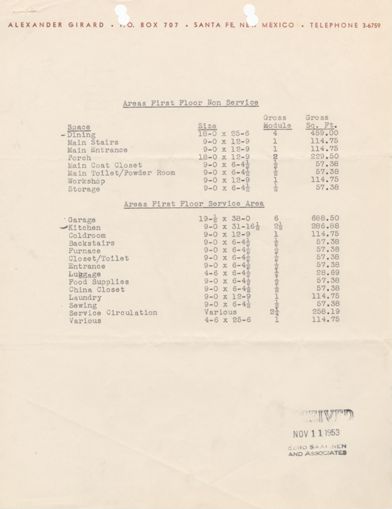 ALEXANDER GIRARD • P.O. BOX 707 • SANTA FE, NEW MEXICO • TELEPHONE 3-6759
Areas First Floor Non Service
Gross Gross
Space Size Module Sq. Ft.
Dining 18-0 x 25-6 4 459.00
Main Stairs 9-0 x 12-9 1 114.75
Main Entrance 9-0 x 12-9 1 114.75
Porch 18-0 x 12-9 2 229.50
Main Coat Closet 9-0 x 6-4½ ½ 57.38
Main Toilet/Powder Room 9-0 x 6-4½ ½ 57.38
Workshop 9-0 x 12-9 1 114.75
Storage 9-0 x 6-4½ ½ 57.38
Areas First Floor Service Area
Garage 19-½ x 38-0 6 688.50
Kitchen 9-0 x 31-16½ 2½ 286.88
Coldroom 9-0 x 12-9 1 114.75
Backstairs 9-0 x 6-4½ ½ 57.38
Furnace 9-0 x 6-4½ ½ 57.38
Closet/Toilet 9-0 x 6-4½ ½ 57.38
Entrance 9-0 x 6-4½ ½ 57.38
Luggage 4-6 x 6-4½ ¼ 28.69
Food Supplies 9-0 x 6-4½ ½ 57.38
China Closet 9-0 x 6-4½ ½ 57.38
Laundry 9-0 x 12-9 1 114.75
Sewing 9-0 x 6-4½ ½ 57.38
Service Circulation Various 2¼ 258.19
Various 4-6 x 25-6 1 114.75
NOV 11 1953
AND ASSOCIATES